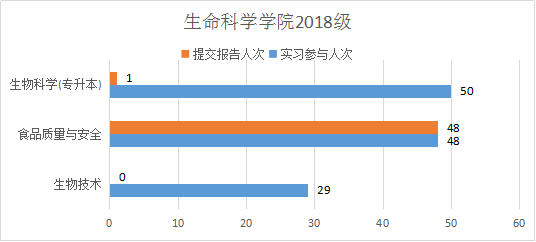 生命科学学院2018级
提交报告人次 实习参与人次
生物科学(专升本) 1
50
食品质量与安全 48
48
生物技术 0
29
0 10 20 30 40 50 60